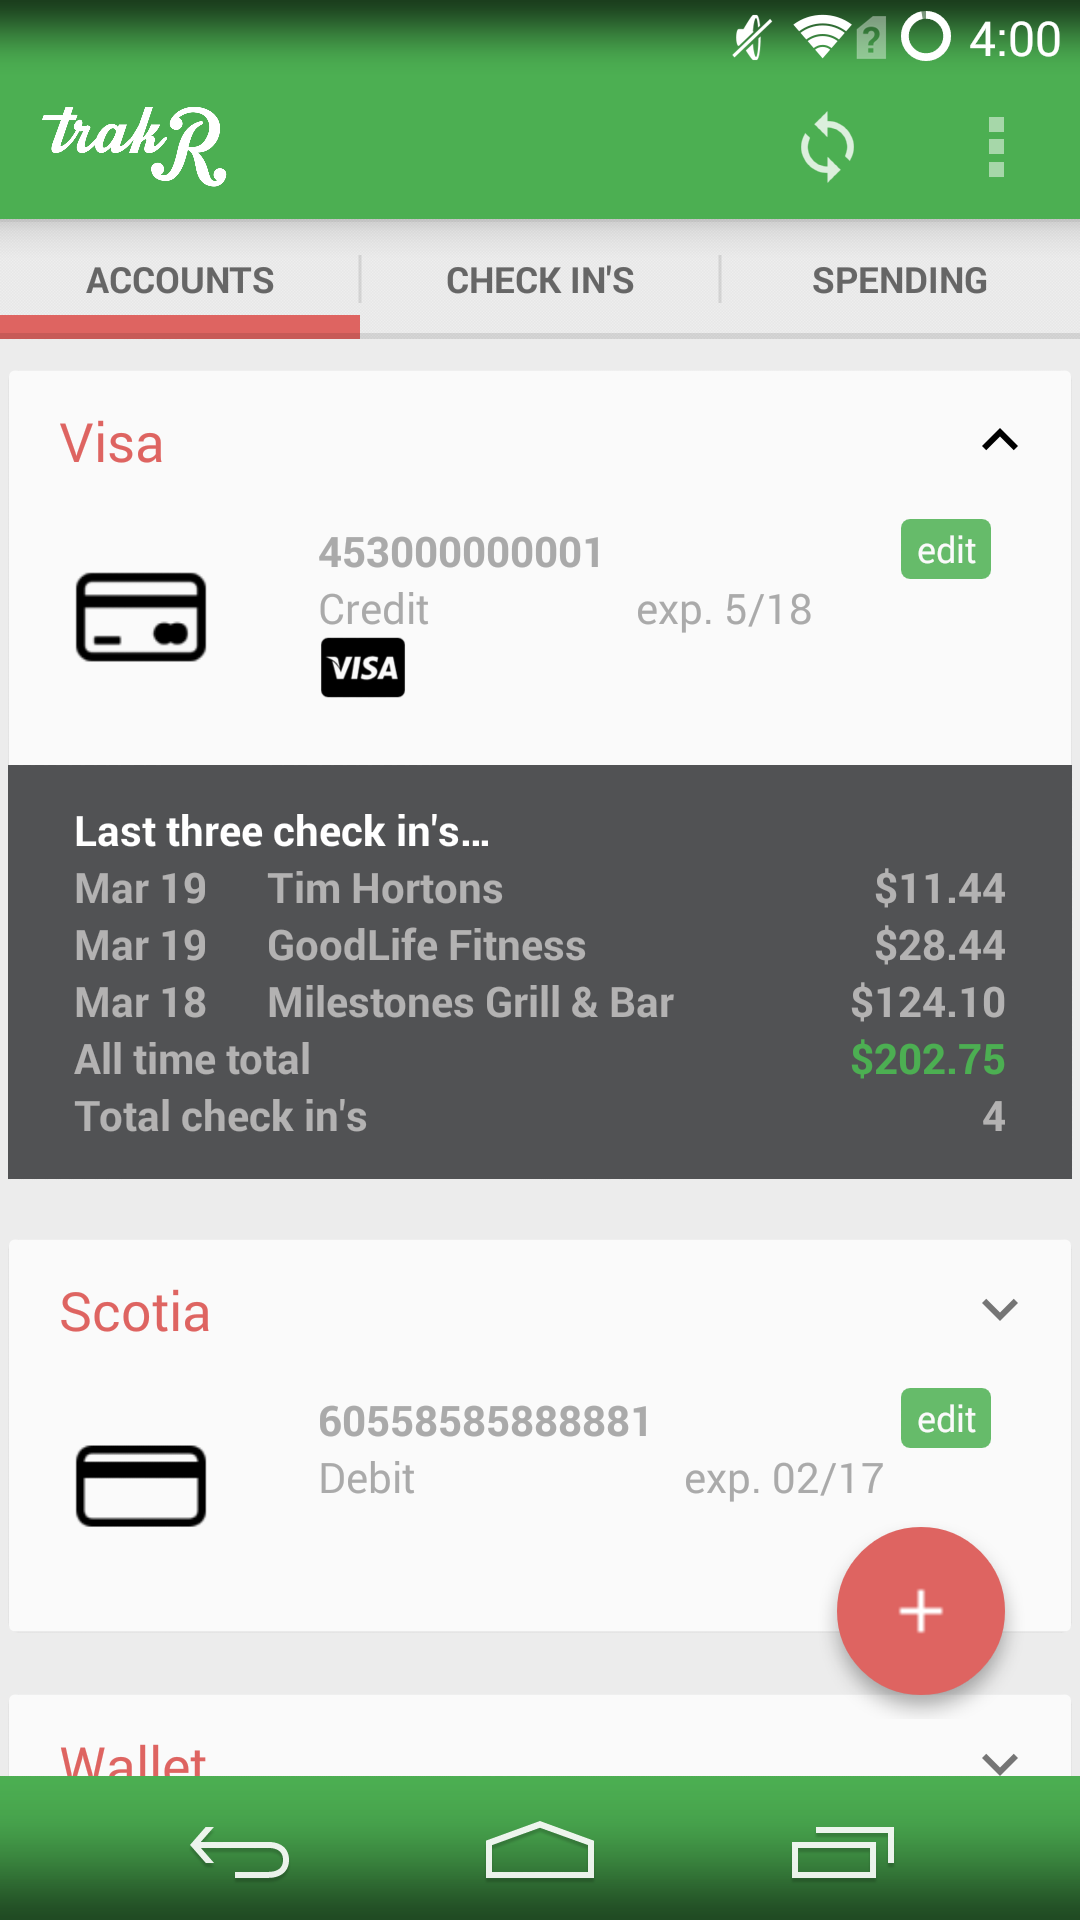 4:00
trakR
ACCOUNTS CHECK IN'S SPENDING
Visa
453000000001 edit
Credit exp. 5/18
VISA
Last three check in's...
Mar 19 Tim Hortons $11.44
Mar 19 GoodLife Fitness $28.44
Mar 18 Milestones Grill & Bar $124.10
All time total $202.75
Total check in's 4
Scotia
60558585888881 edit
Debit exp. 02/17
+
Wallet